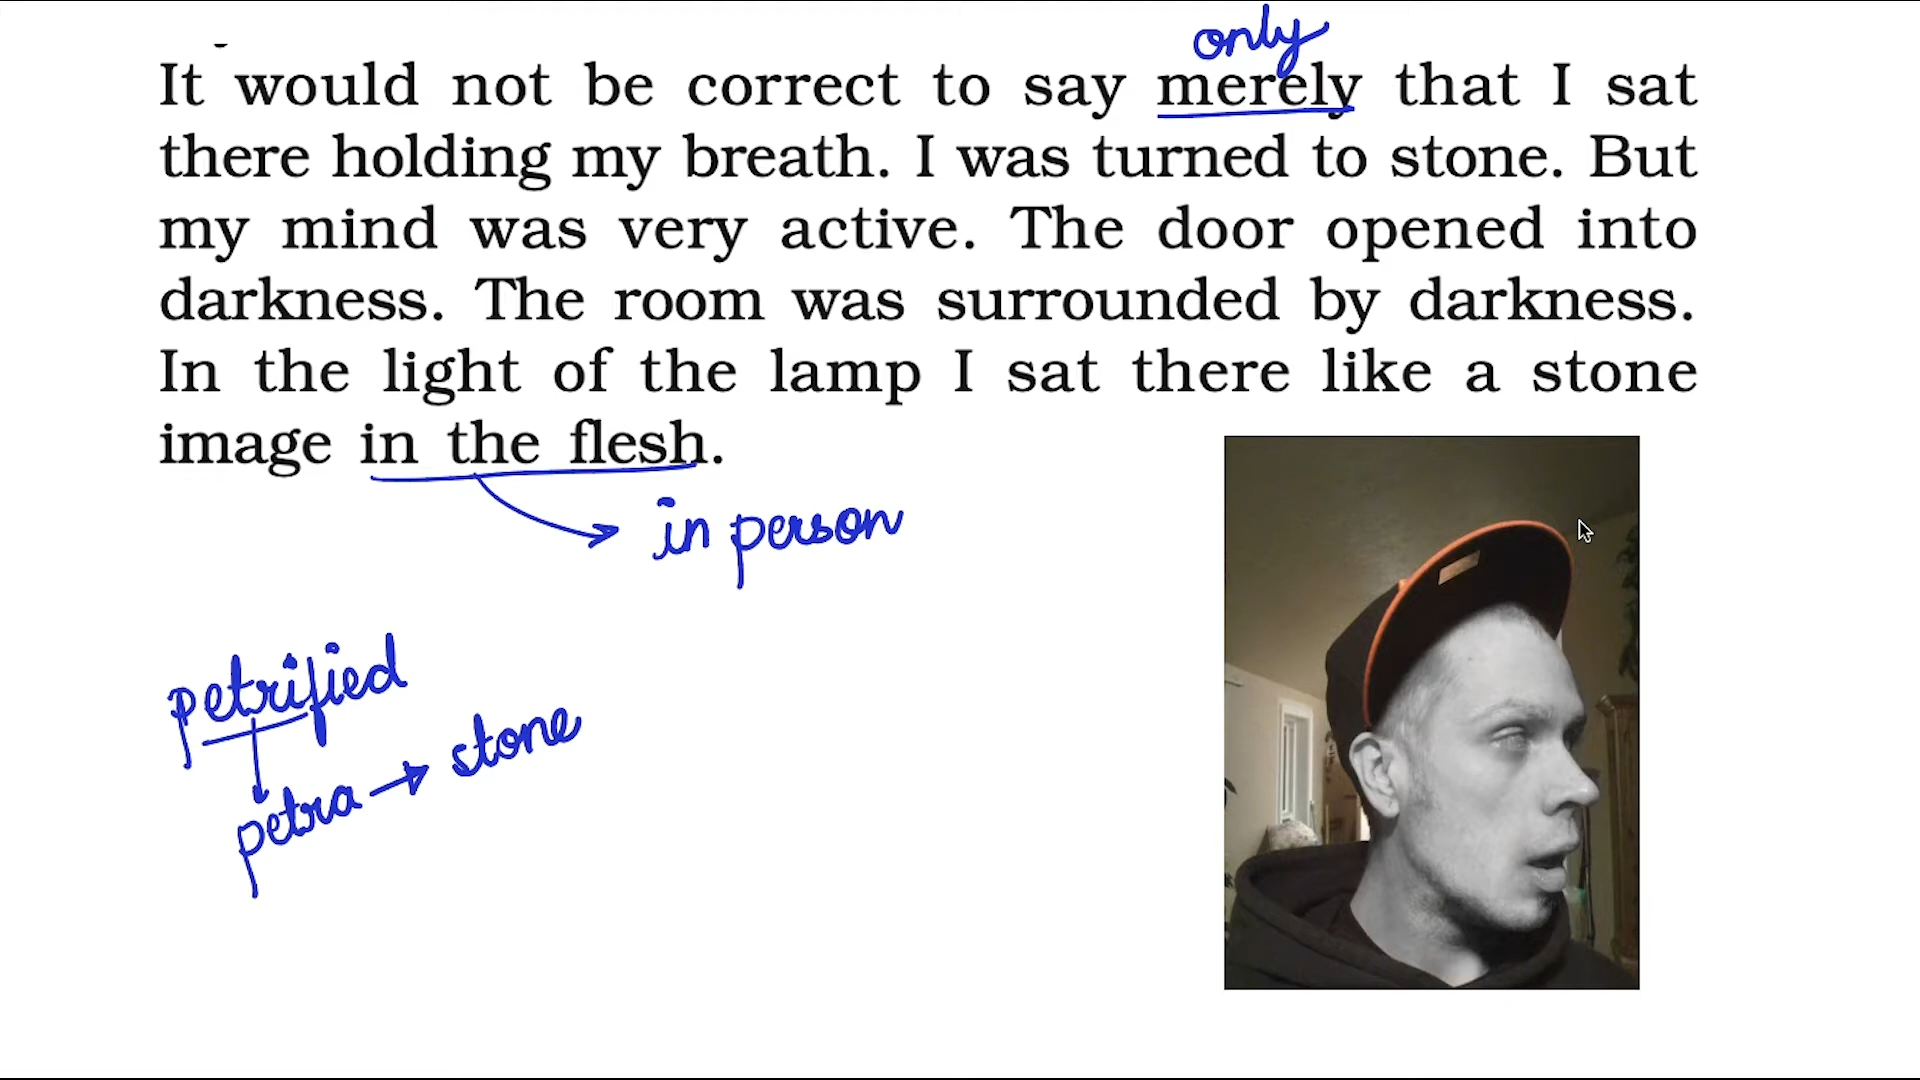 only
It would not be correct to say merely that I sat
there holding my breath. I was turned to stone. But
my mind was very active. The door opened into
darkness. The room was surrounded by darkness.
In the light of the lamp I sat there like a stone
image in the flesh.
in person
petrified
petra → stone